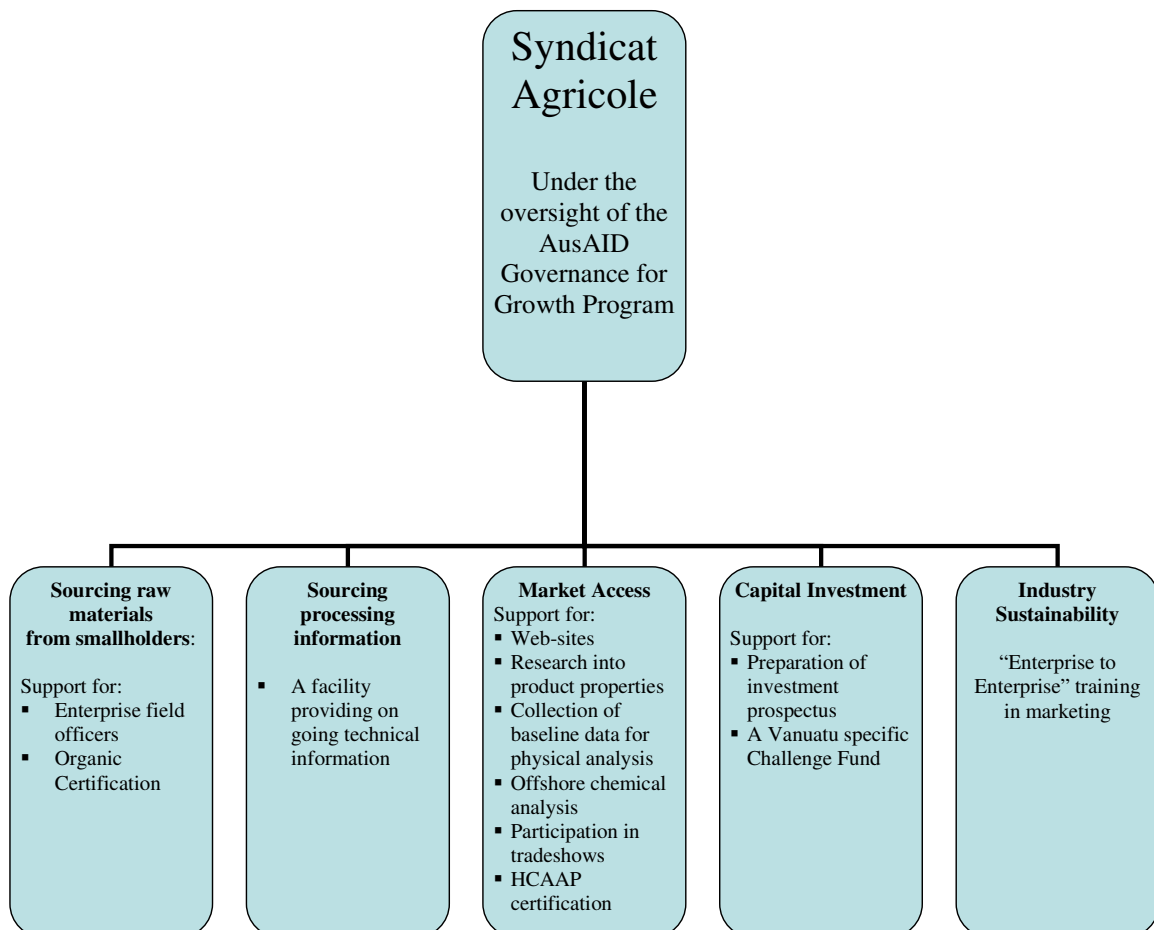 Syndicat
Agricole
Under the
oversight of the
AusAID
Governance for
Growth Program
Sourcing raw
materials
from smallholders:
Support for:
▪ Enterprise field
officers
▪ Organic
Certification
Sourcing
processing
information
▪ A facility
providing on
going technical
information
Market Access
Support for:
▪ Web-sites
▪ Research into
product properties
▪ Collection of
baseline data for
physical analysis
▪ Offshore chemical
analysis
▪ Participation in
tradeshows
▪ HCAAP
certification
Capital Investment
Support for:
▪ Preparation of
investment
prospectus
▪ A Vanuatu specific
Challenge Fund
Industry
Sustainability
“Enterprise to
Enterprise” training
in marketing